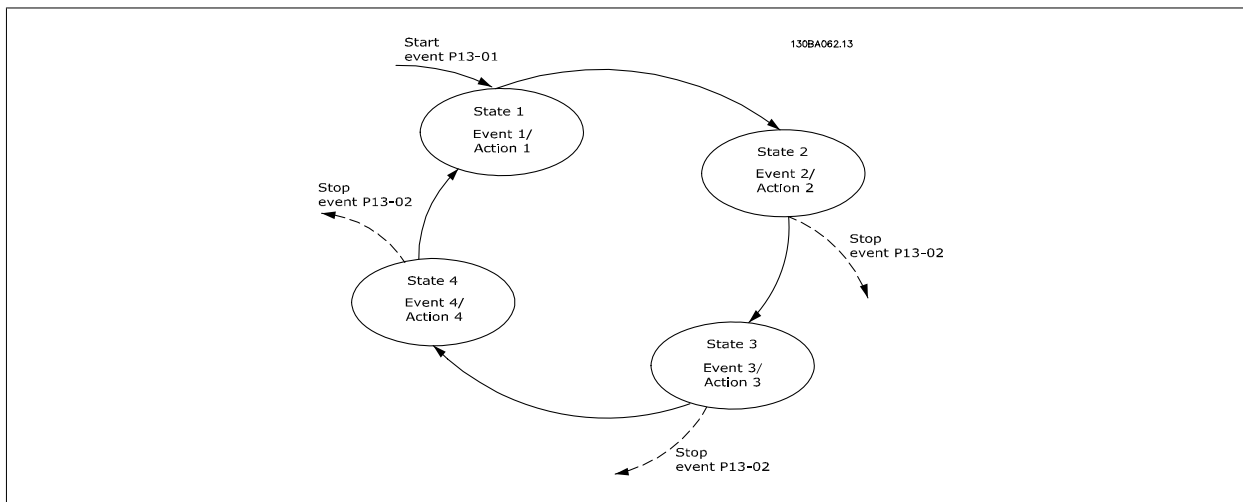 Start
event P13-01
130BA062.13
State 1
Event 1/
Action 1
State 2
Event 2/
Action 2
Stop
event P13-02
Stop
event P13-02
State 4
Event 4/
Action 4
State 3
Event 3/
Action 3
Stop
event P13-02